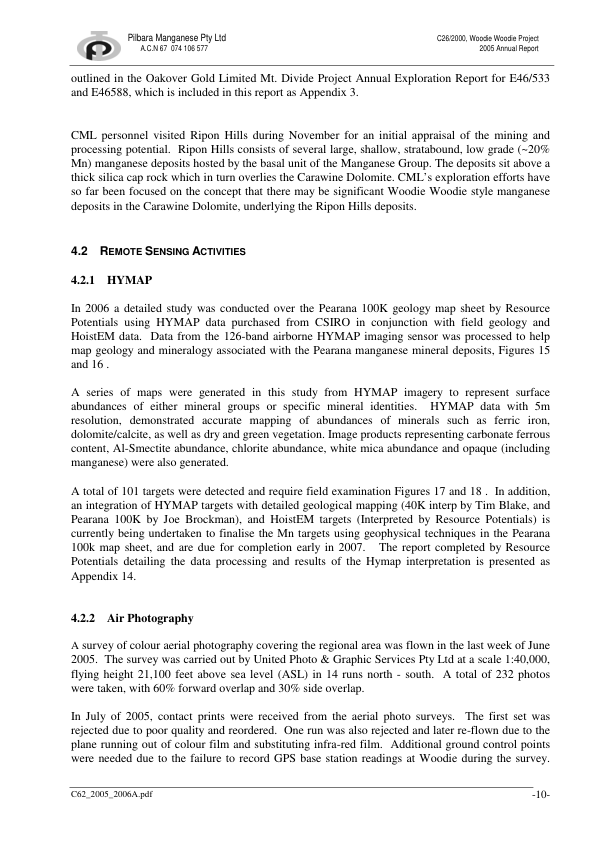 Pilbara Manganese Pty Ltd
A.C.N 67 074 106 577
C26/2000, Woodie Woodie Project
2005 Annual Report
outlined in the Oakover Gold Limited Mt. Divide Project Annual Exploration Report for E46/533
and E46588, which is included in this report as Appendix 3.
CML personnel visited Ripon Hills during November for an initial appraisal of the mining and
processing potential. Ripon Hills consists of several large, shallow, stratabound, low grade (~20%
Mn) manganese deposits hosted by the basal unit of the Manganese Group. The deposits sit above a
thick silica cap rock which in turn overlies the Carawine Dolomite. CML's exploration efforts have
so far been focused on the concept that there may be significant Woodie Woodie style manganese
deposits in the Carawine Dolomite, underlying the Ripon Hills deposits.
4.2 REMOTE SENSING ACTIVITIES
4.2.1 HYMAP
In 2006 a detailed study was conducted over the Pearana 100K geology map sheet by Resource
Potentials using HYMAP data purchased from CSIRO in conjunction with field geology and
HoistEM data. Data from the 126-band airborne HYMAP imaging sensor was processed to help
map geology and mineralogy associated with the Pearana manganese mineral deposits, Figures 15
and 16 .
A series of maps were generated in this study from HYMAP imagery to represent surface
abundances of either mineral groups or specific mineral identities. HYMAP data with 5m
resolution, demonstrated accurate mapping of abundances of minerals such as ferric iron,
dolomite/calcite, as well as dry and green vegetation. Image products representing carbonate ferrous
content, Al-Smectite abundance, chlorite abundance, white mica abundance and opaque (including
manganese) were also generated.
A total of 101 targets were detected and require field examination Figures 17 and 18 . In addition,
an integration of HYMAP targets with detailed geological mapping (40K interp by Tim Blake, and
Pearana 100K by Joe Brockman), and HoistEM targets (Interpreted by Resource Potentials) is
currently being undertaken to finalise the Mn targets using geophysical techniques in the Pearana
100k map sheet, and are due for completion early in 2007. The report completed by Resource
Potentials detailing the data processing and results of the Hymap interpretation is presented as
Appendix 14.
4.2.2 Air Photography
A survey of colour aerial photography covering the regional area was flown in the last week of June
2005. The survey was carried out by United Photo & Graphic Services Pty Ltd at a scale 1:40,000,
flying height 21,100 feet above sea level (ASL) in 14 runs north - south. A total of 232 photos
were taken, with 60% forward overlap and 30% side overlap.
In July of 2005, contact prints were received from the aerial photo surveys. The first set was
rejected due to poor quality and reordered. One run was also rejected and later re-flown due to the
plane running out of colour film and substituting infra-red film. Additional ground control points
were needed due to the failure to record GPS base station readings at Woodie during the survey.
C62_2005_2006A.pdf
-10-